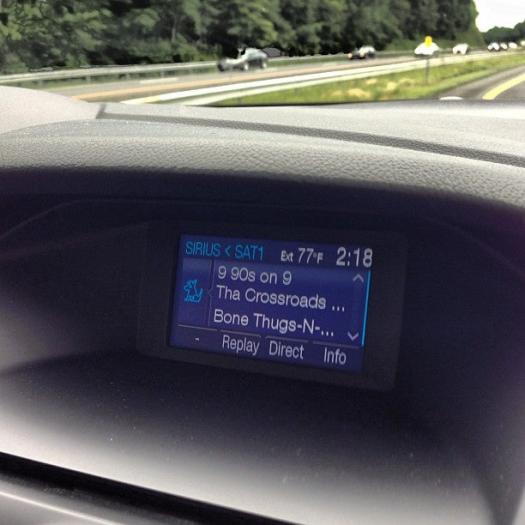 SIRIUS < SAT1 Ext 77°F 2:18
9 90s on 9
Tha Crossroads ...
Bone Thugs-N-...
- Replay Direct Info